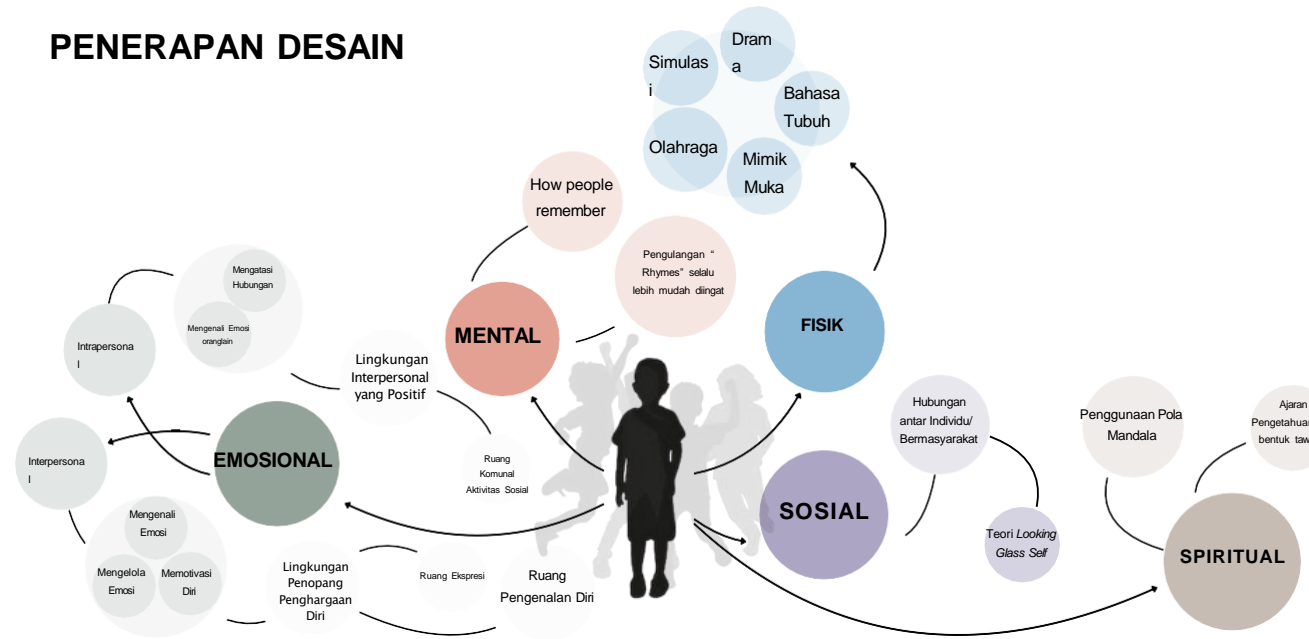 PENERAPAN DESAIN
Simulas
i
Dram
a
Bahasa
Tubuh
Olahraga
Mimik
Muka
How people
remember
Pengulangan “
Rhymes” selalu
lebih mudah diingat
MENTAL
FISIK
Mengatasi
Hubungan
Mengenali Emosi
oranglain
Intrapersona
l
Lingkungan
Interpersonal
yang Positif
Ruang
Komunal
Aktivitas Sosial
EMOSIONAL
Interpersona
l
Mengenali
Emosi
Mengelola
Emosi
Memotivasi
Diri
Lingkungan
Penopang
Penghargaan
Diri
Ruang Ekspresi
Ruang
Pengenalan Diri
SOSIAL
Hubungan
antar Individu/
Bermasyarakat
Teori Looking
Glass Self
Penggunaan Pola
Mandala
Ajaran
Pengetahuan
bentuk taw
SPIRITUAL